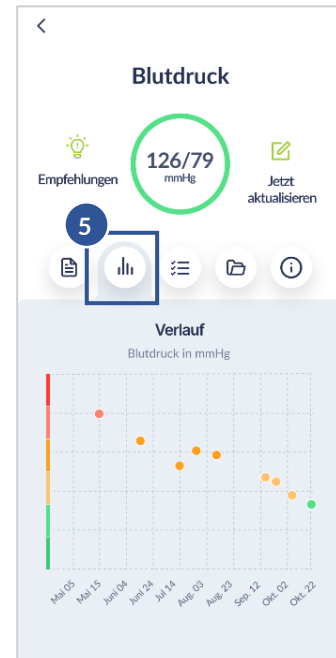 Blutdruck
Empfehlungen
126/79
mmHg
Jetzt
aktualisieren
5
Verlauf
Blutdruck in mmHg
Mai 05
Mai 15
Juni 04
Juni 24
Jul 14
Aug. 03
Aug. 23
Sep. 12
Okt. 02
Okt. 22